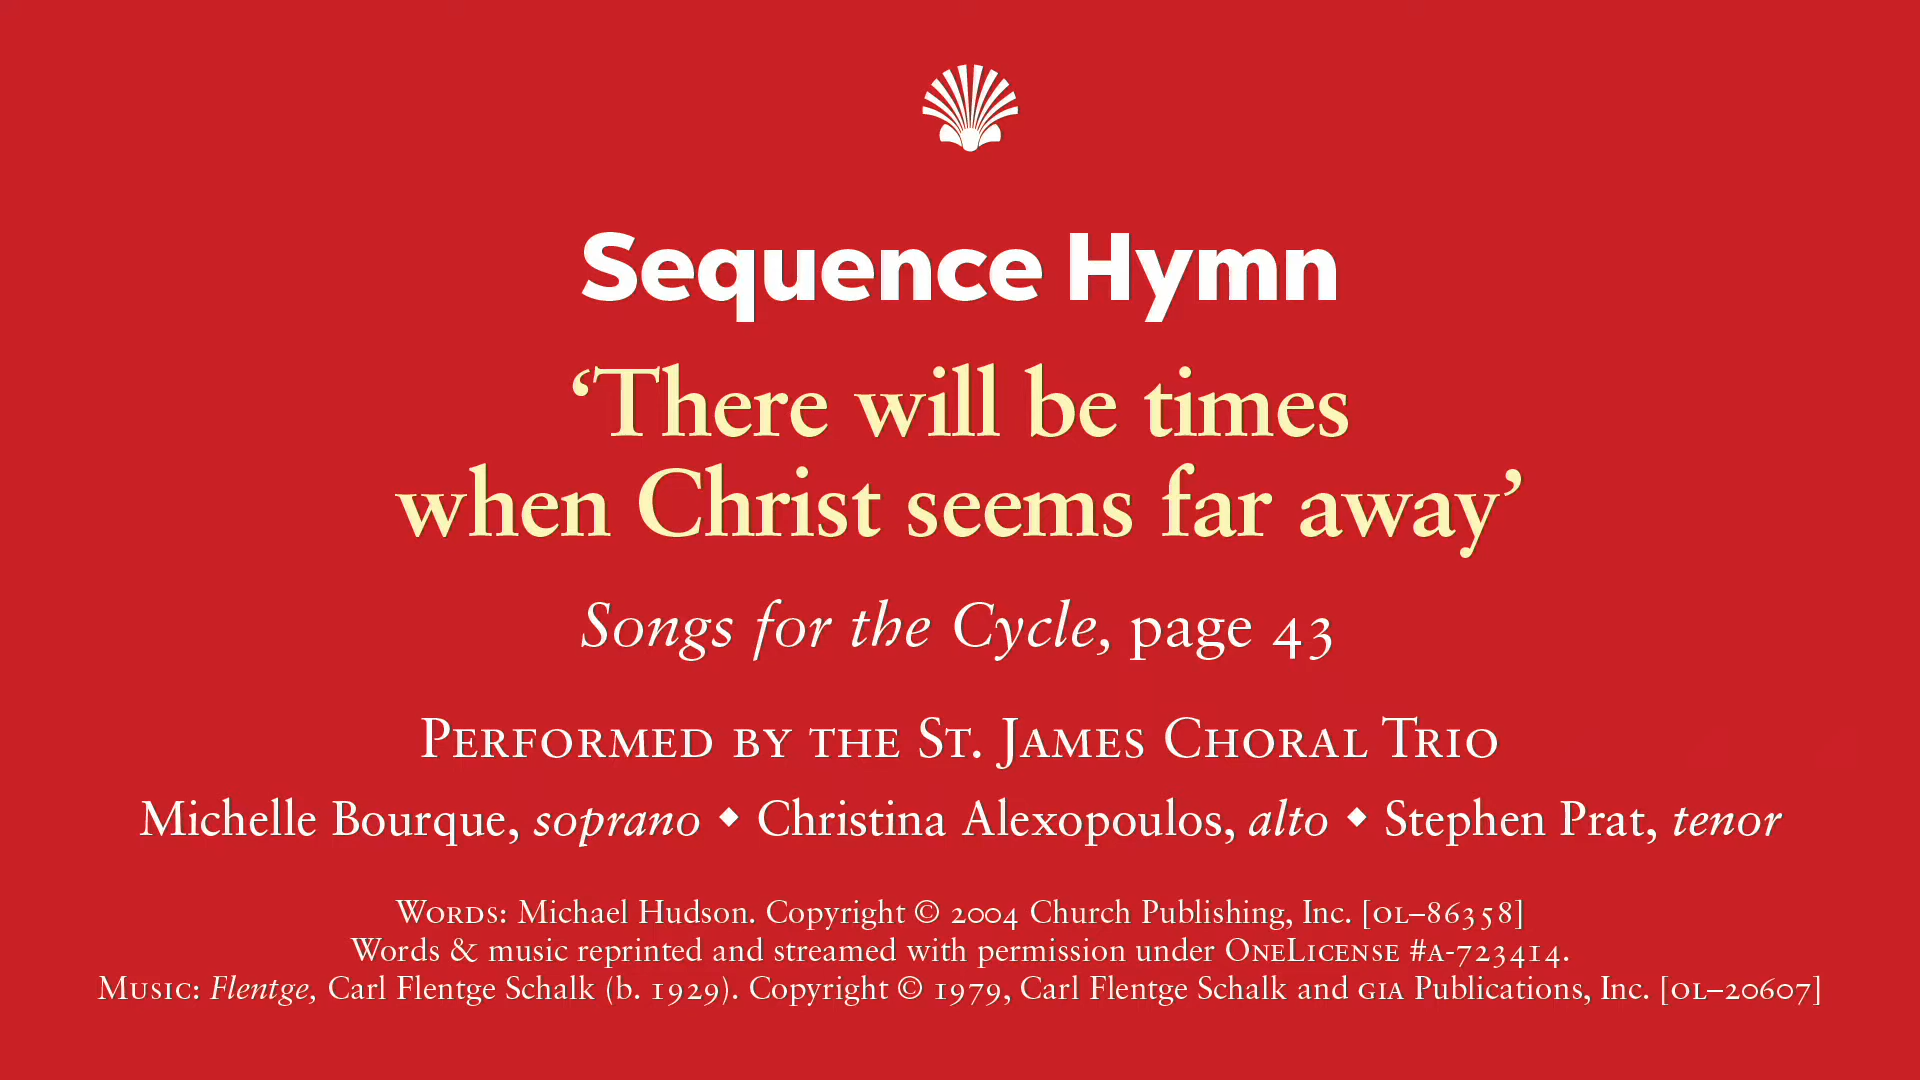 Sequence Hymn
‘There will be times
when Christ seems far away’
Songs for the Cycle, page 43
Performed by the St. James Choral Trio
Michelle Bourque, soprano ◆ Christina Alexopoulos, alto ◆ Stephen Prat, tenor
Words: Michael Hudson. Copyright © 2004 Church Publishing, Inc. [OL–86358]
Words & music reprinted and streamed with permission under OneLicense #A-723414.
Music: Flentge, Carl Flentge Schalk (b. 1929). Copyright © 1979, Carl Flentge Schalk and GIA Publications, Inc. [OL–20607]